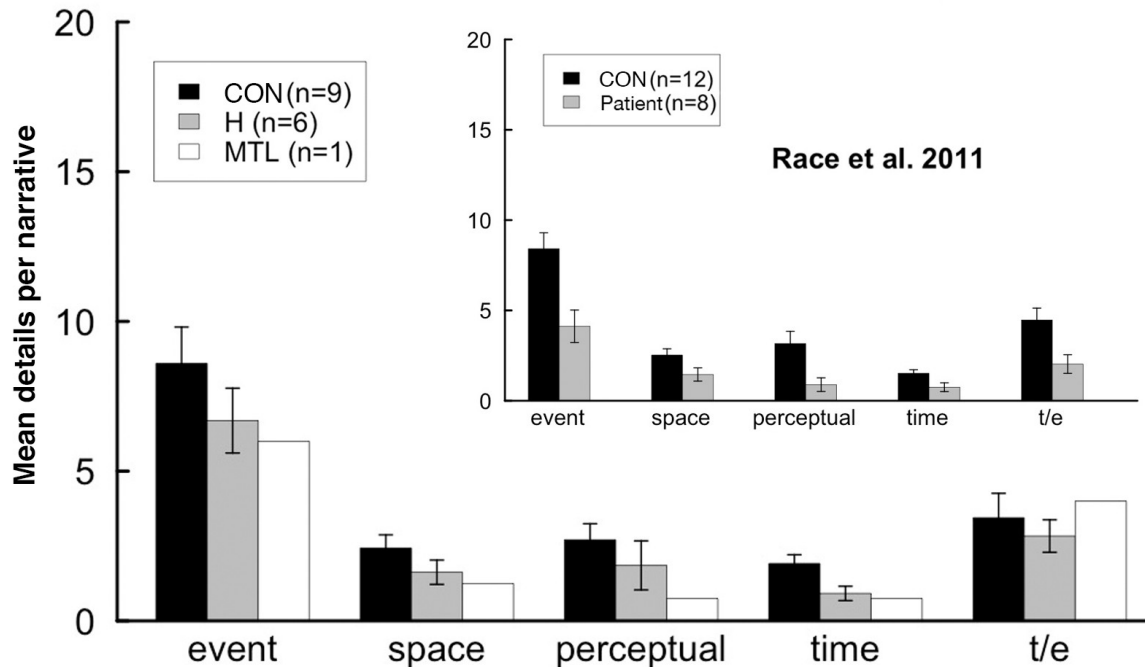 Mean details per narrative
20
15
10
5
0
CON (n=9)
H (n=6)
MTL (n=1)
event space perceptual time t/e
20
15
10
5
0
CON (n=12)
Patient (n=8)
Race et al. 2011
event space perceptual time t/e